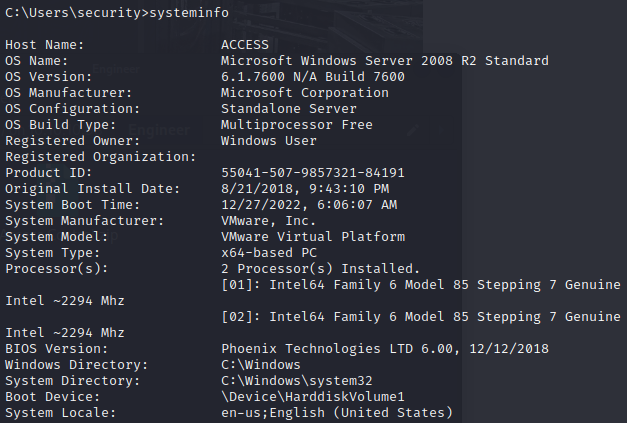 C:\Users\security>systeminfo
Host Name:                 ACCESS
OS Name:                   Microsoft Windows Server 2008 R2 Standard
OS Version:                6.1.7600 N/A Build 7600
OS Manufacturer:           Microsoft Corporation
OS Configuration:          Standalone Server
OS Build Type:             Multiprocessor Free
Registered Owner:          Windows User
Registered Organization:
Product ID:                55041-507-9857321-84191
Original Install Date:     8/21/2018, 9:43:10 PM
System Boot Time:          12/27/2022, 6:06:07 AM
System Manufacturer:       VMware, Inc.
System Model:              VMware Virtual Platform
System Type:               x64-based PC
Processor(s):              2 Processor(s) Installed.
                           [01]: Intel64 Family 6 Model 85 Stepping 7 Genuine
Intel ~2294 Mhz
                           [02]: Intel64 Family 6 Model 85 Stepping 7 Genuine
Intel ~2294 Mhz
BIOS Version:              Phoenix Technologies LTD 6.00, 12/12/2018
Windows Directory:         C:\Windows
System Directory:          C:\Windows\system32
Boot Device:               \Device\HarddiskVolume1
System Locale:             en-us;English (United States)